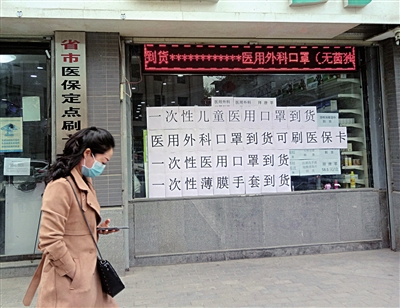 省市医保定点刷
到货***********医用外科口罩（无菌
一次性儿童医用口罩到货
医用外科口罩到货可刷医保卡
一次性医用口罩到货
一次性薄膜手套到货